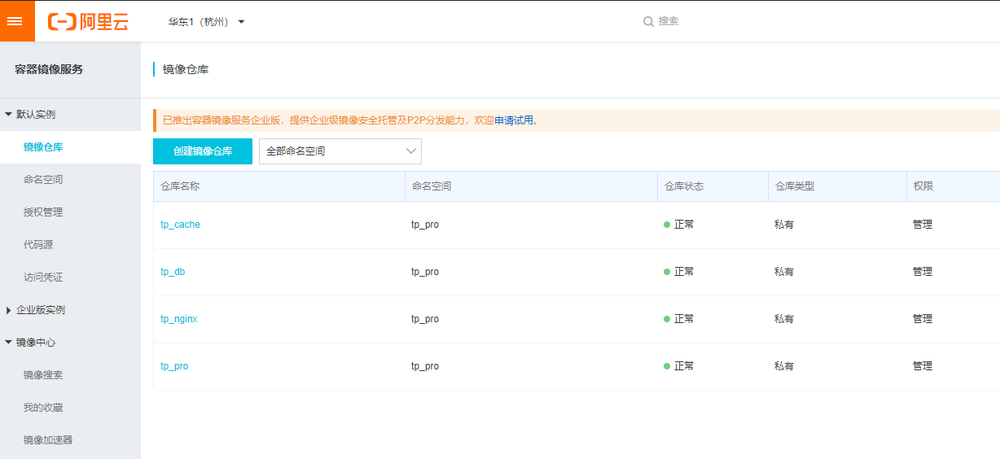 阿里云
华东1（杭州）
搜索
容器镜像服务
默认实例
镜像仓库
命名空间
授权管理
代码源
访问凭证
企业版实例
镜像中心
镜像搜索
我的收藏
镜像加速器
镜像仓库
已推出容器镜像服务企业版，提供企业级镜像安全托管及P2P分发能力，欢迎申请试用。
创建镜像仓库 全部命名空间
仓库名称 命名空间 仓库状态 仓库类型 权限
tp_cache tp_pro 正常 私有 管理
tp_db tp_pro 正常 私有 管理
tp_nginx tp_pro 正常 私有 管理
tp_pro tp_pro 正常 私有 管理